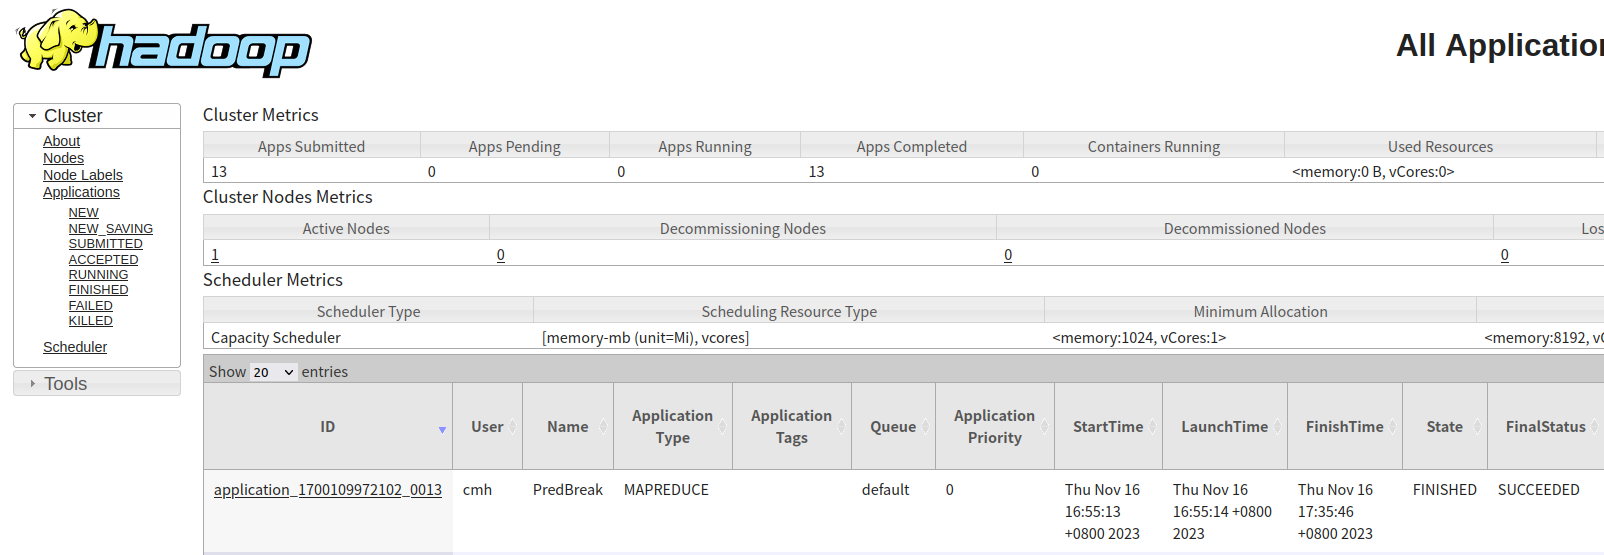 hadoop
All Application
Cluster
About
Nodes
Node Labels
Applications
NEW
NEW_SAVING
SUBMITTED
ACCEPTED
RUNNING
FINISHED
FAILED
KILLED
Scheduler
Tools
Cluster Metrics
Apps Submitted Apps Pending Apps Running Apps Completed Containers Running Used Resources
13 0 0 13 0 <memory:0 B, vCores:0>
Cluster Nodes Metrics
Active Nodes Decommissioning Nodes Decommissioned Nodes Los
1 0 0 0
Scheduler Metrics
Scheduler Type Scheduling Resource Type Minimum Allocation
Capacity Scheduler [memory-mb (unit=Mi), vcores] <memory:1024, vCores:1> <memory:8192, vC
Show 20 entries
ID User Name Application Type Application Tags Queue Application Priority StartTime LaunchTime FinishTime State FinalStatus
application_1700109972102_0013 cmh PredBreak MAPREDUCE default 0 Thu Nov 16 Thu Nov 16 Thu Nov 16 FINISHED SUCCEEDED
16:55:13 16:55:14 +0800 17:35:46
+0800 2023 2023 +0800 2023